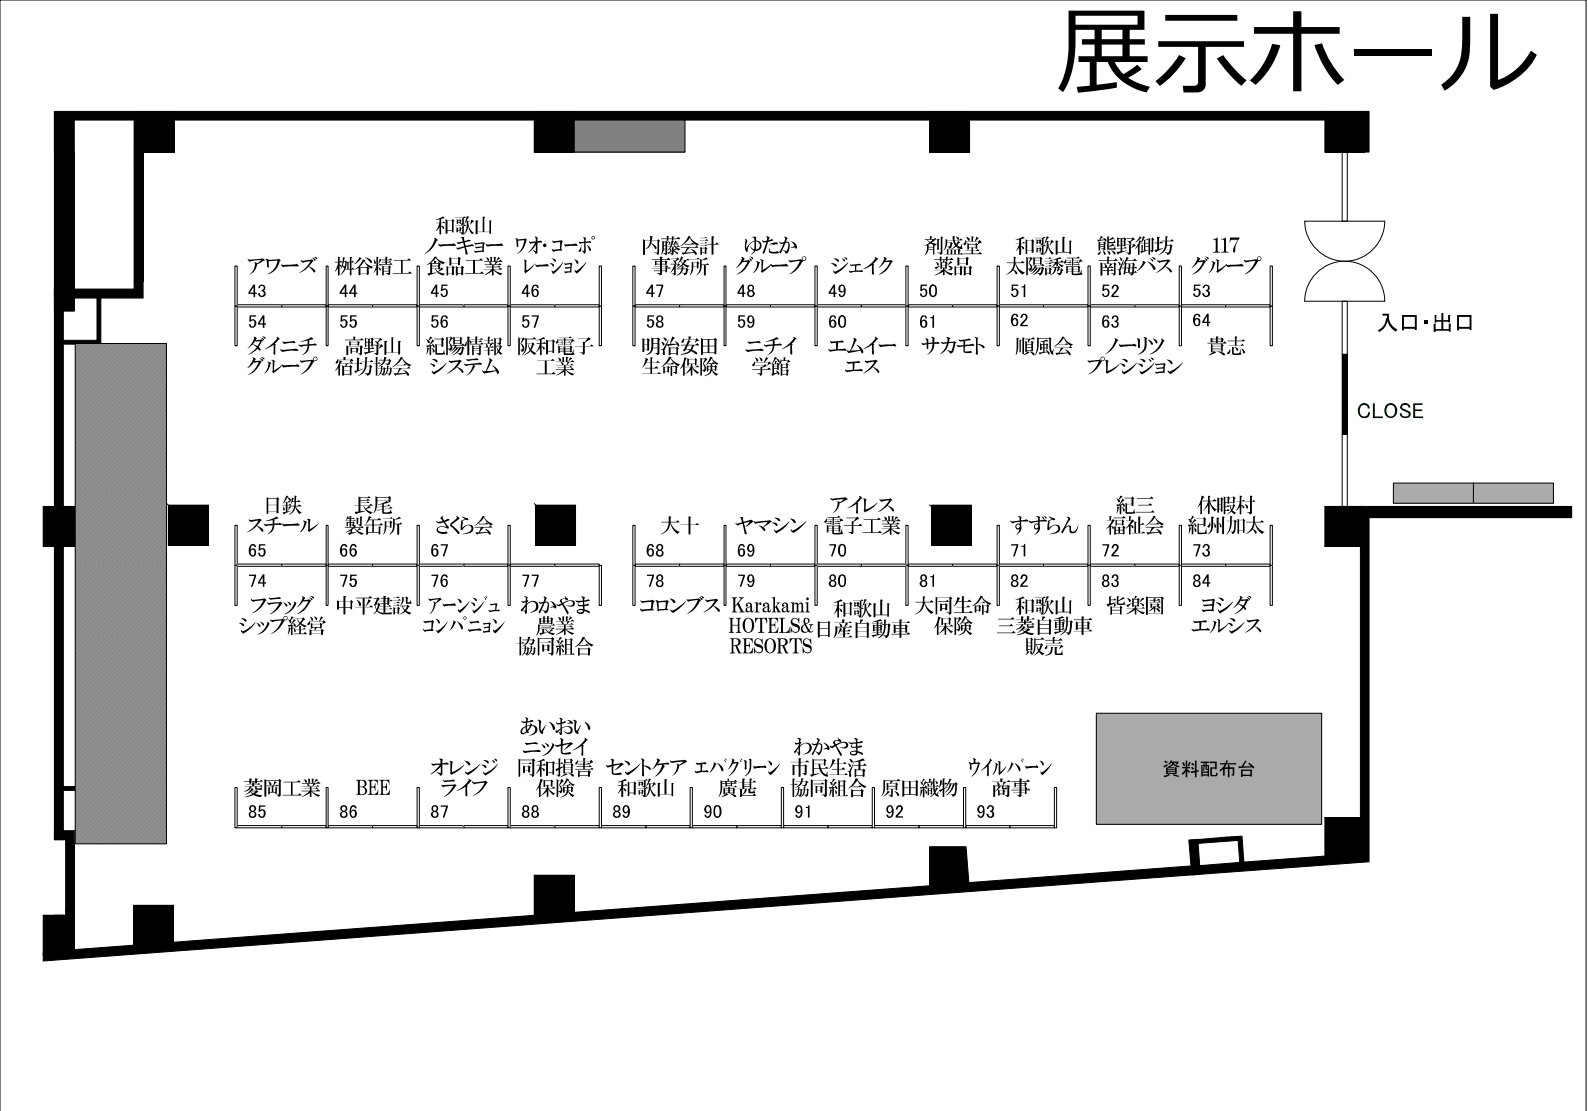 展示ホール
アワーズ
43
桝谷精工
44
和歌山
ノーキョー
食品工業
45
ワオ・コーポ
レーション
46
内藤会計
事務所
47
ゆたか
グループ
48
ジェイク
49
剤盛堂
薬品
50
和歌山
太陽誘電
51
熊野御坊
南海バス
52
117
グループ
53
54
ダイニチ
グループ
55
高野山
宿坊協会
56
紀陽情報
システム
57
阪和電子
工業
58
明治安田
生命保険
59
ニチイ
学館
60
エムイー
エス
61
サカモト
62
順風会
63
ノーリツ
プレシジョン
64
貴志
入口・出口
CLOSE
日鉄
スチール
65
長尾
製缶所
66
さくら会
67
大十
68
ヤマシン
69
アイレス
電子工業
70
すずらん
71
紀三
福祉会
72
休暇村
紀州加太
73
74
フラッグ
シップ経営
75
中平建設
76
アーンジュ
コンパニョン
77
わかやま
農業
協同組合
78
コロンブス
79
Karakami
HOTELS&
RESORTS
80
和歌山
日産自動車
81
大同生命
保険
82
和歌山
三菱自動車
販売
83
皆楽園
84
ヨシダ
エルシス
菱岡工業
85
BEE
86
オレンジ
ライフ
87
あいおい
ニッセイ
同和損害
保険
88
セントケア
和歌山
89
エバグリーン
廣甚
90
わかやま
市民生活
協同組合
91
原田織物
92
ウイルバーン
商事
93
資料配布台